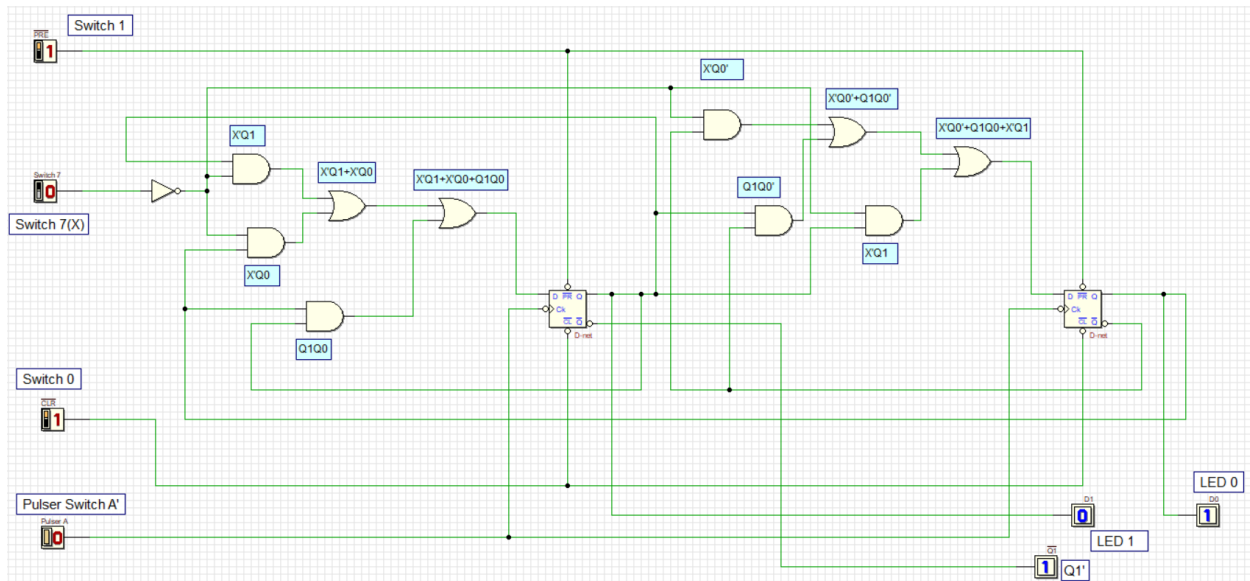 Switch 1
PRE
1
X'Q0'
X'Q0'+Q1Q0'
X'Q0'+Q1Q0+X'Q1
X'Q1
X'Q1+X'Q0
X'Q1+X'Q0+Q1Q0
Switch 7
0
Switch 7(X)
Q1Q0'
X'Q1
X'Q0
D PR Q
Ck
CL Q
D-net
D PR Q
Ck
CL Q
D-net
Q1Q0
Switch 0
CLR
1
Pulser Switch A'
Pulser A
0
LED 0
D0
1
D1
0
LED 1
Q1
1
Q1'